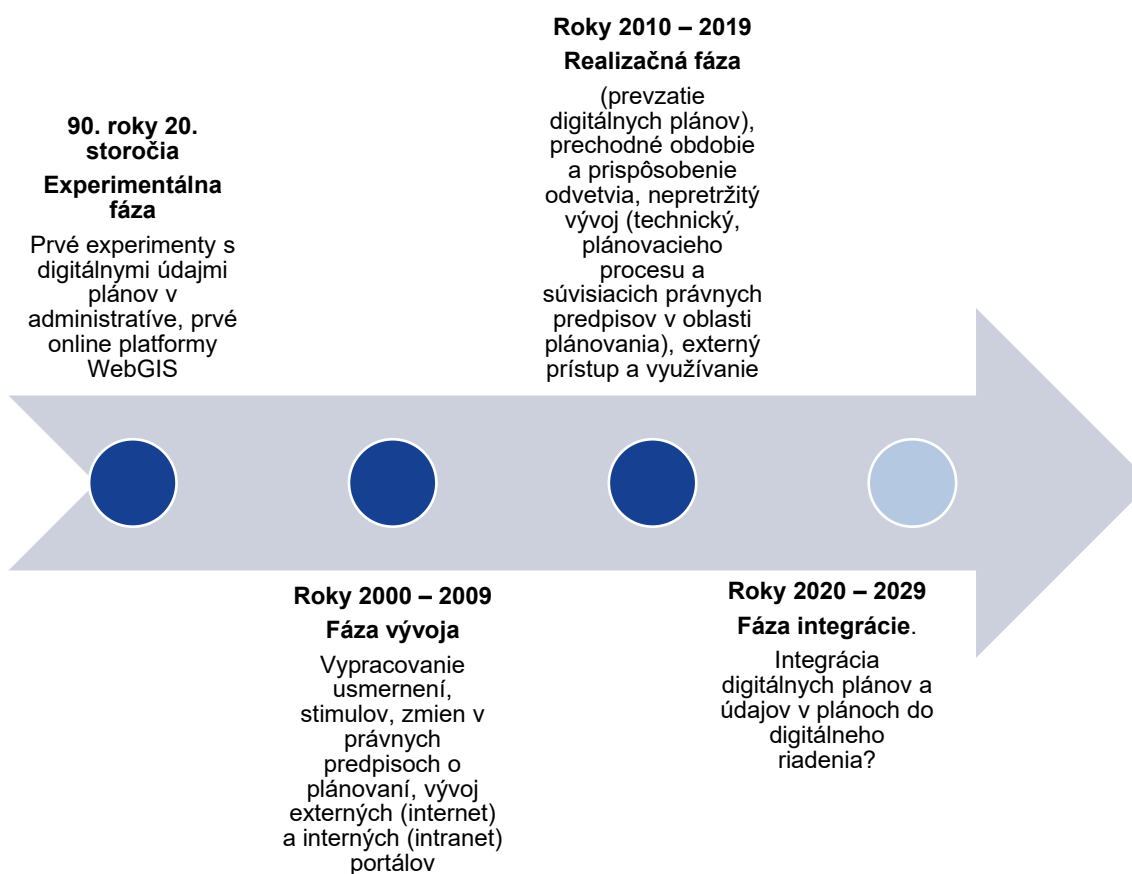 90. roky 20.
storočia
Experimentálna
fáza
Prvé experimenty s
digitálnymi údajmi
plánov v
administratíve, prvé
online platformy
WebGIS
Roky 2000 – 2009
Fáza vývoja
Vypracovanie
usmernení,
stimulov, zmien v
právnych
predpisoch o
plánovaní, vývoj
externých (internet)
a interných (intranet)
portálov
Roky 2010 – 2019
Realizačná fáza
(prevzatie
digitálnych plánov),
prechodné obdobie
a prispôsobenie
odvetvia, nepretržitý
vývoj (technický,
plánovacieho
procesu a
súvisiacich právnych
predpisov v oblasti
plánovania), externý
prístup a využívanie
Roky 2020 – 2029
Fáza integrácie.
Integrácia
digitálnych plánov a
údajov v plánoch do
digitálneho
riadenia?